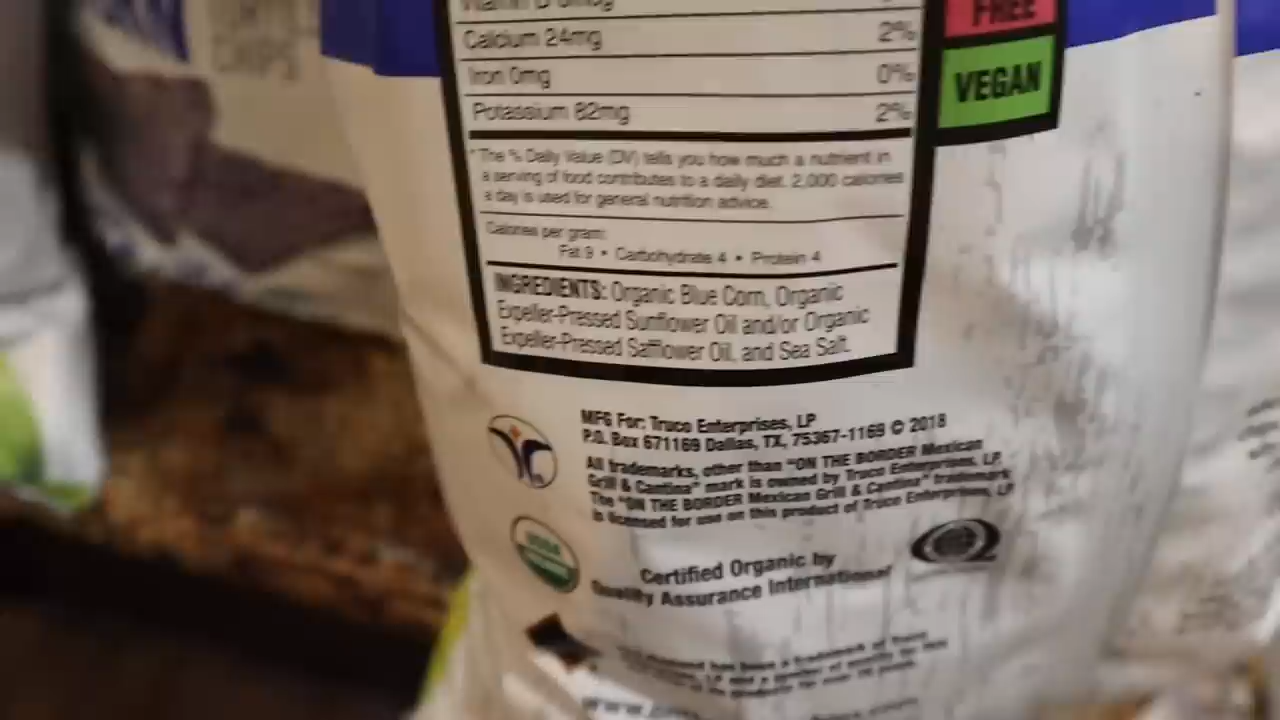 CHIPS
Vitamin D 0mcg
Calcium 24mg 2%
Iron 0mg 0%
Potassium 82mg 2%
FREE
VEGAN
* The % Daily Value (DV) tells you how much a nutrient in
a serving of food contributes to a daily diet. 2,000 calories
a day is used for general nutrition advice.
Calories per gram:
Fat 9 • Carbohydrate 4 • Protein 4
INGREDIENTS: Organic Blue Corn, Organic
Expeller-Pressed Sunflower Oil and/or Organic
Expeller-Pressed Safflower Oil, and Sea Salt.
MFG For: Truco Enterprises, LP
P.O. Box 671169 Dallas, TX, 75367-1169 © 2018
All trademarks, other than "ON THE BORDER Mexican
Grill & Cantina" mark is owned by Truco Enterprises, LP.
The "ON THE BORDER Mexican Grill & Cantina" trademark
is licensed for use on this product of Truco Enterprises, LP
USDA
ORGANIC
Certified Organic by
Quality Assurance International